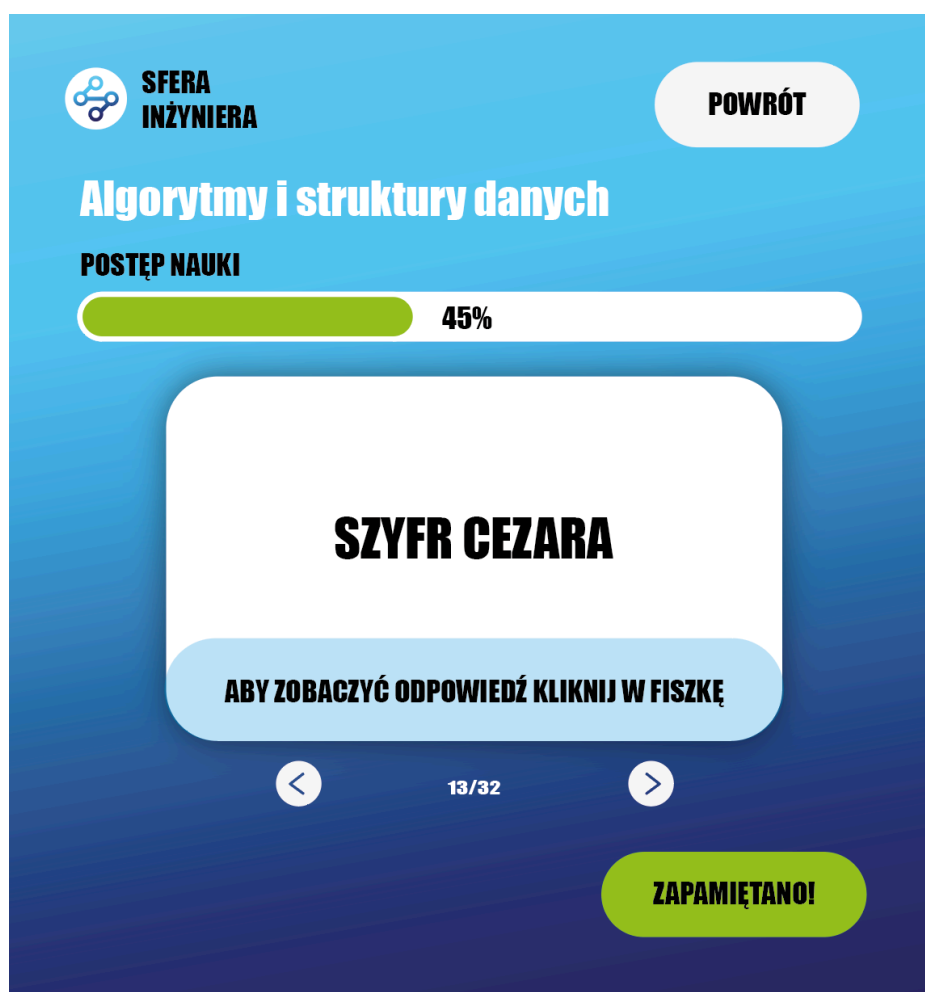 SFERA
INŻYNIERA
POWRÓT
Algorytmy i struktury danych
POSTĘP NAUKI
45%
SZYFR CEZARA
ABY ZOBACZYĆ ODPOWIEDŹ KLIKNIJ W FISZKĘ
13/32
ZAPAMIĘTANO!